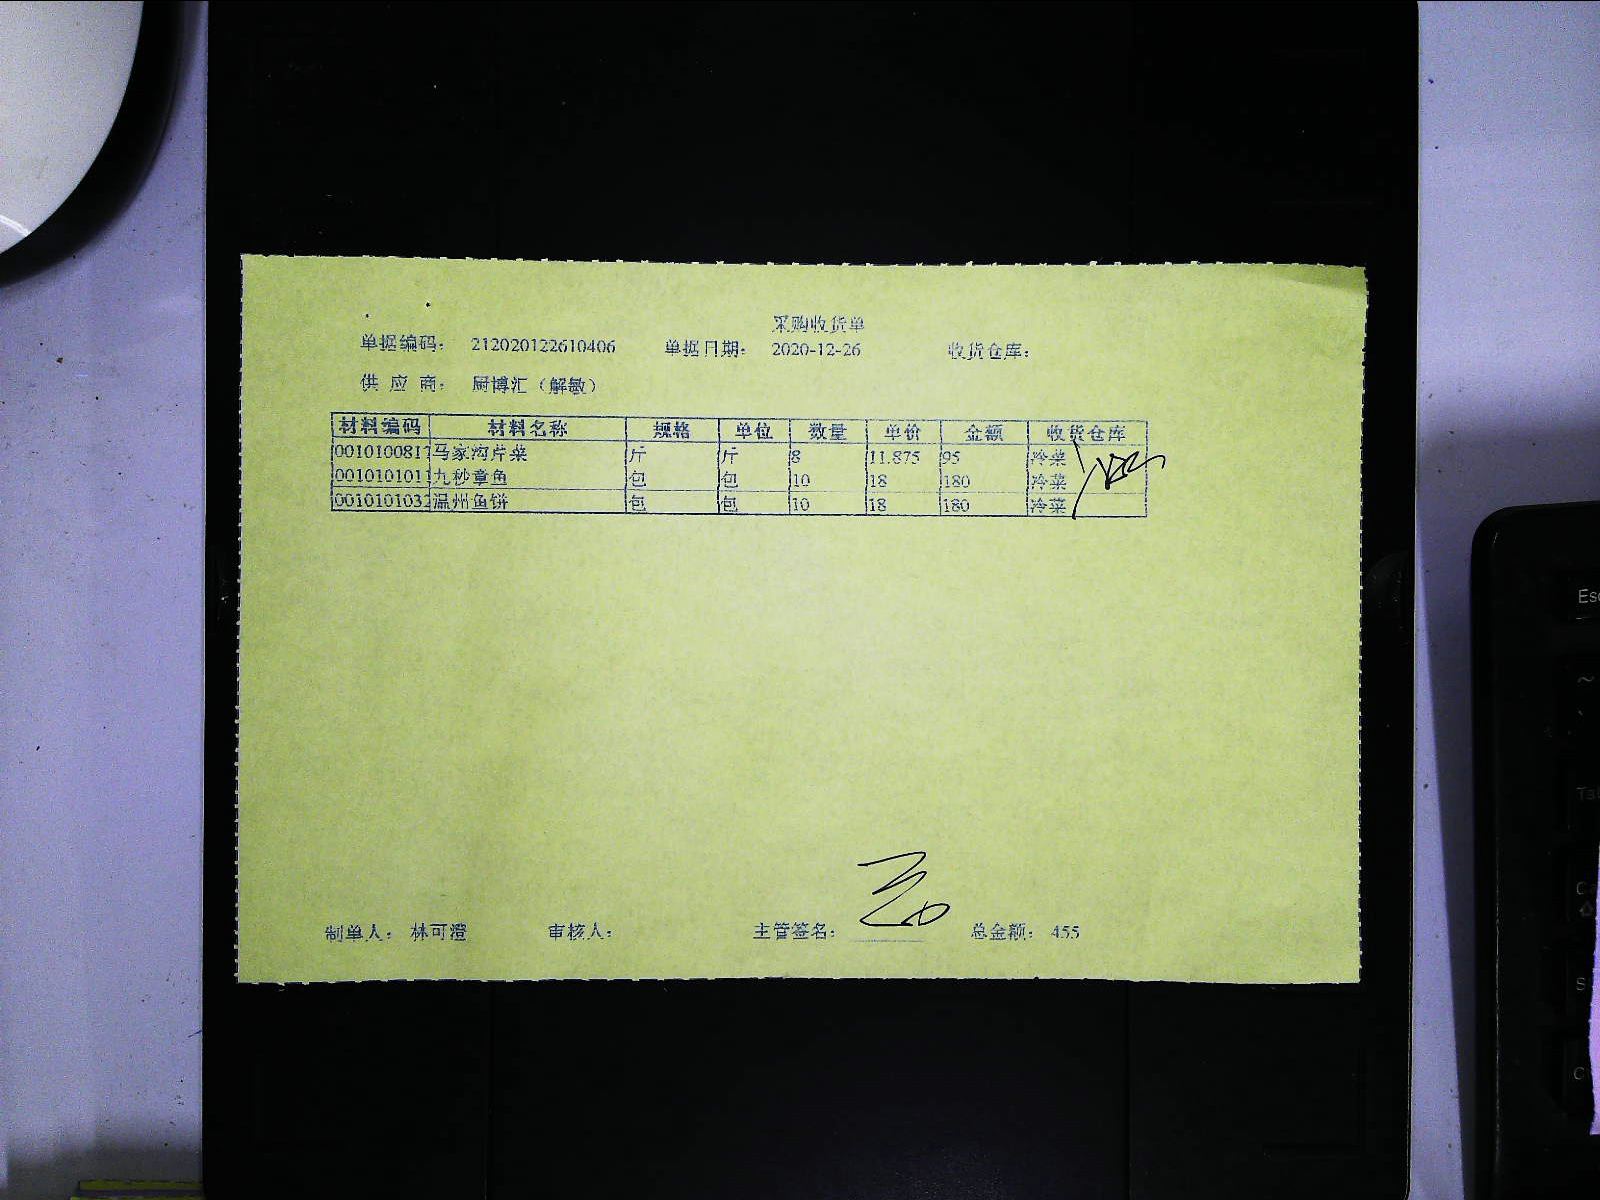 采购收货单
单据编码： 212020122610406 单据日期： 2020-12-26 收货仓库：
供 应 商： 厨博汇（解敏）
材料编码 材料名称 规格 单位 数量 单价 金额 收货仓库
0010100817 马家沟芹菜 斤 斤 8 11.875 95 冷菜
0010101011 九秒章鱼 包 包 10 18 180 冷菜
0010101032 温州鱼饼 包 包 10 18 180 冷菜
制单人： 林可澄 审核人： 主管签名： 总金额： 455
Esc